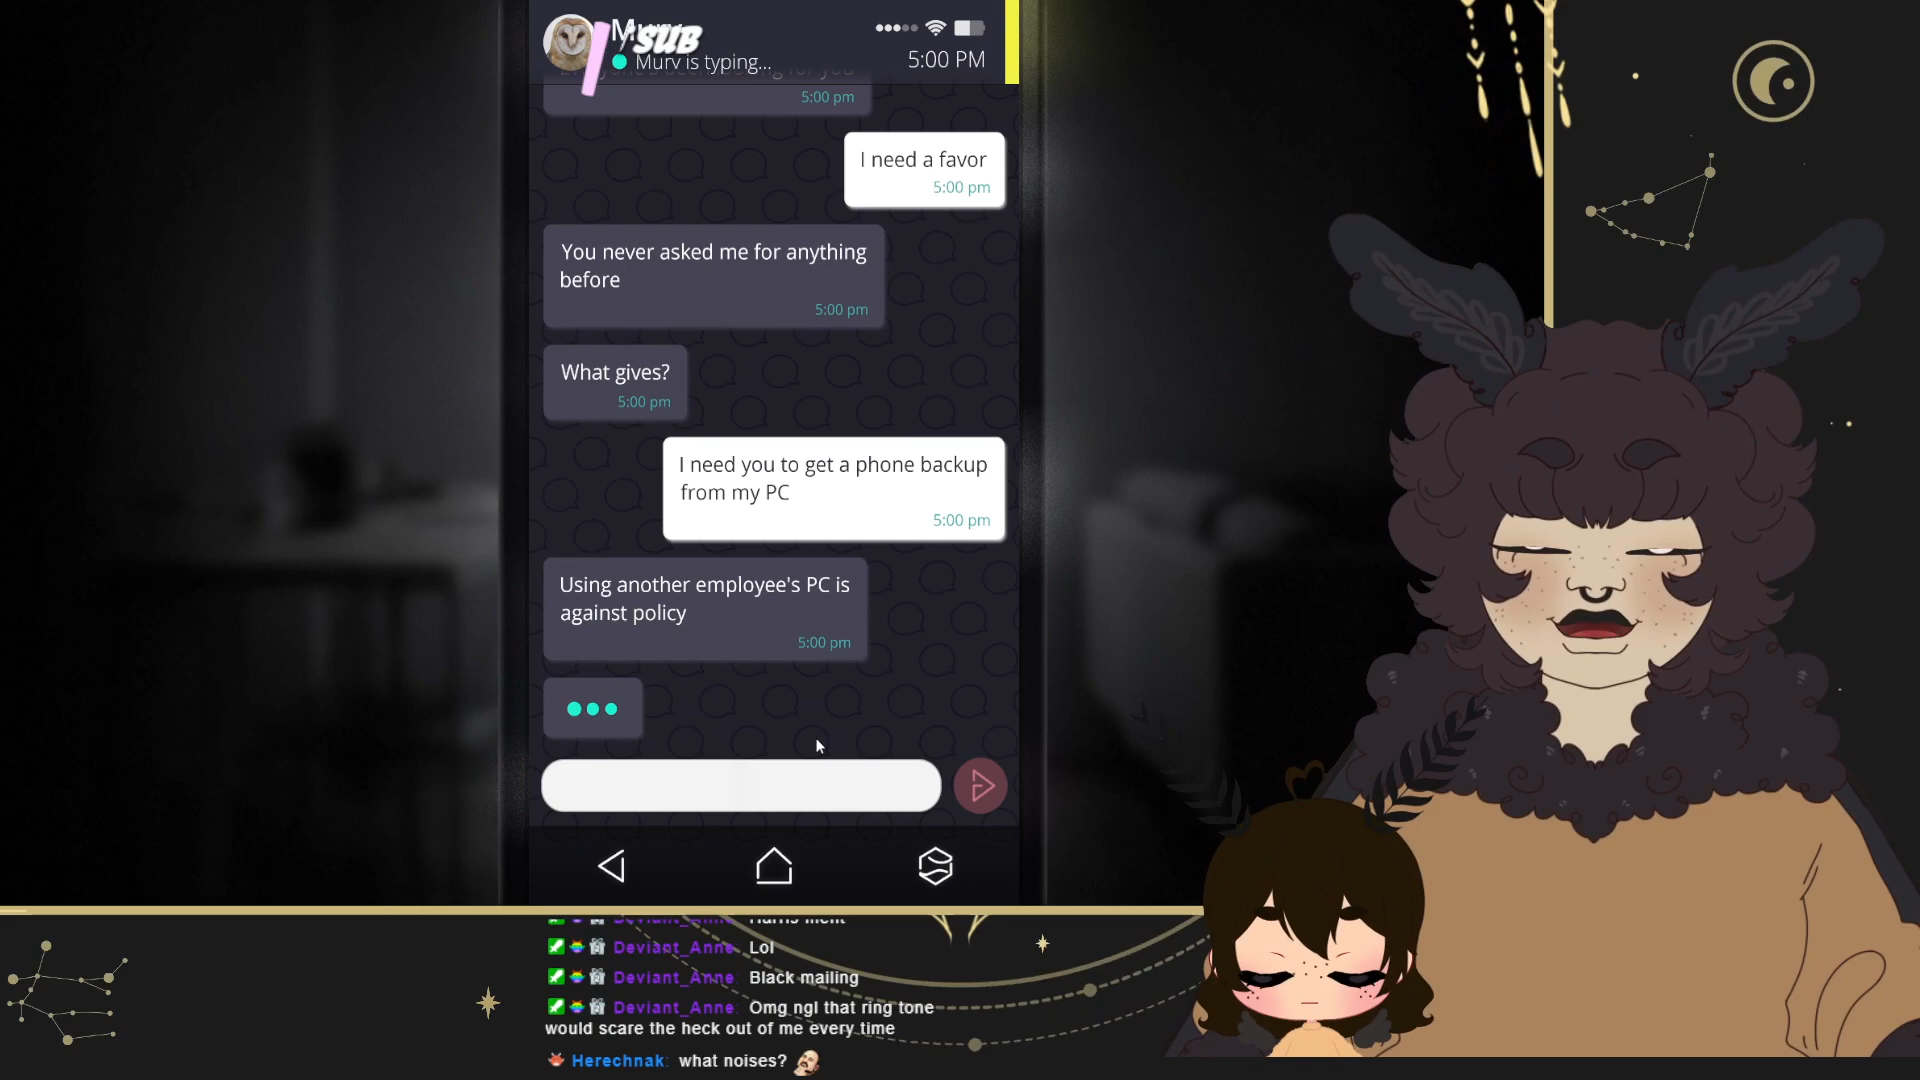 SUB
Murv is typing...
5:00 PM
5:00 pm
I need a favor
5:00 pm
You never asked me for anything
before
5:00 pm
What gives?
5:00 pm
I need you to get a phone backup
from my PC
5:00 pm
Using another employee's PC is
against policy
5:00 pm
Deviant_Anne: Lol
Deviant_Anne: Black mailing
Deviant_Anne: Omg ngl that ring tone
would scare the heck out of me every time
Herechnak: what noises?